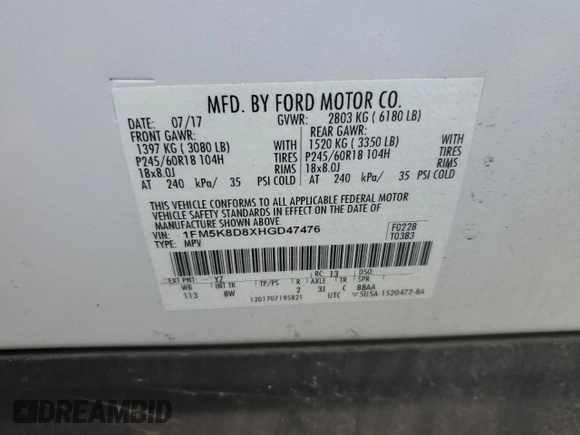 MFD. BY FORD MOTOR CO.
DATE: 07/17 GVWR: 2803 KG ( 6180 LB)
FRONT GAWR: REAR GAWR:
1397 KG ( 3080 LB) WITH 1520 KG ( 3350 LB) WITH
P245/60R18 104H TIRES P245/60R18 104H TIRES
18x8.0J RIMS 18x8.0J RIMS
AT 240 kPa/ 35 PSI COLD AT 240 kPa/ 35 PSI COLD
THIS VEHICLE CONFORMS TO ALL APPLICABLE FEDERAL MOTOR
VEHICLE SAFETY STANDARDS IN EFFECT ON THE DATE OF
MANUFACTURE SHOWN ABOVE.
VIN: 1FM5K8D8XHGD47476 F0228
TYPE: MPV T0383
EXT PNT: Y7 RC: 13 DSO:
WB INT TR TP/PS R AXLE TR SPR
113 8W 2 3J C BBAA
1201707195821 UTC 5U5A-1520472-BA
DREAMBID